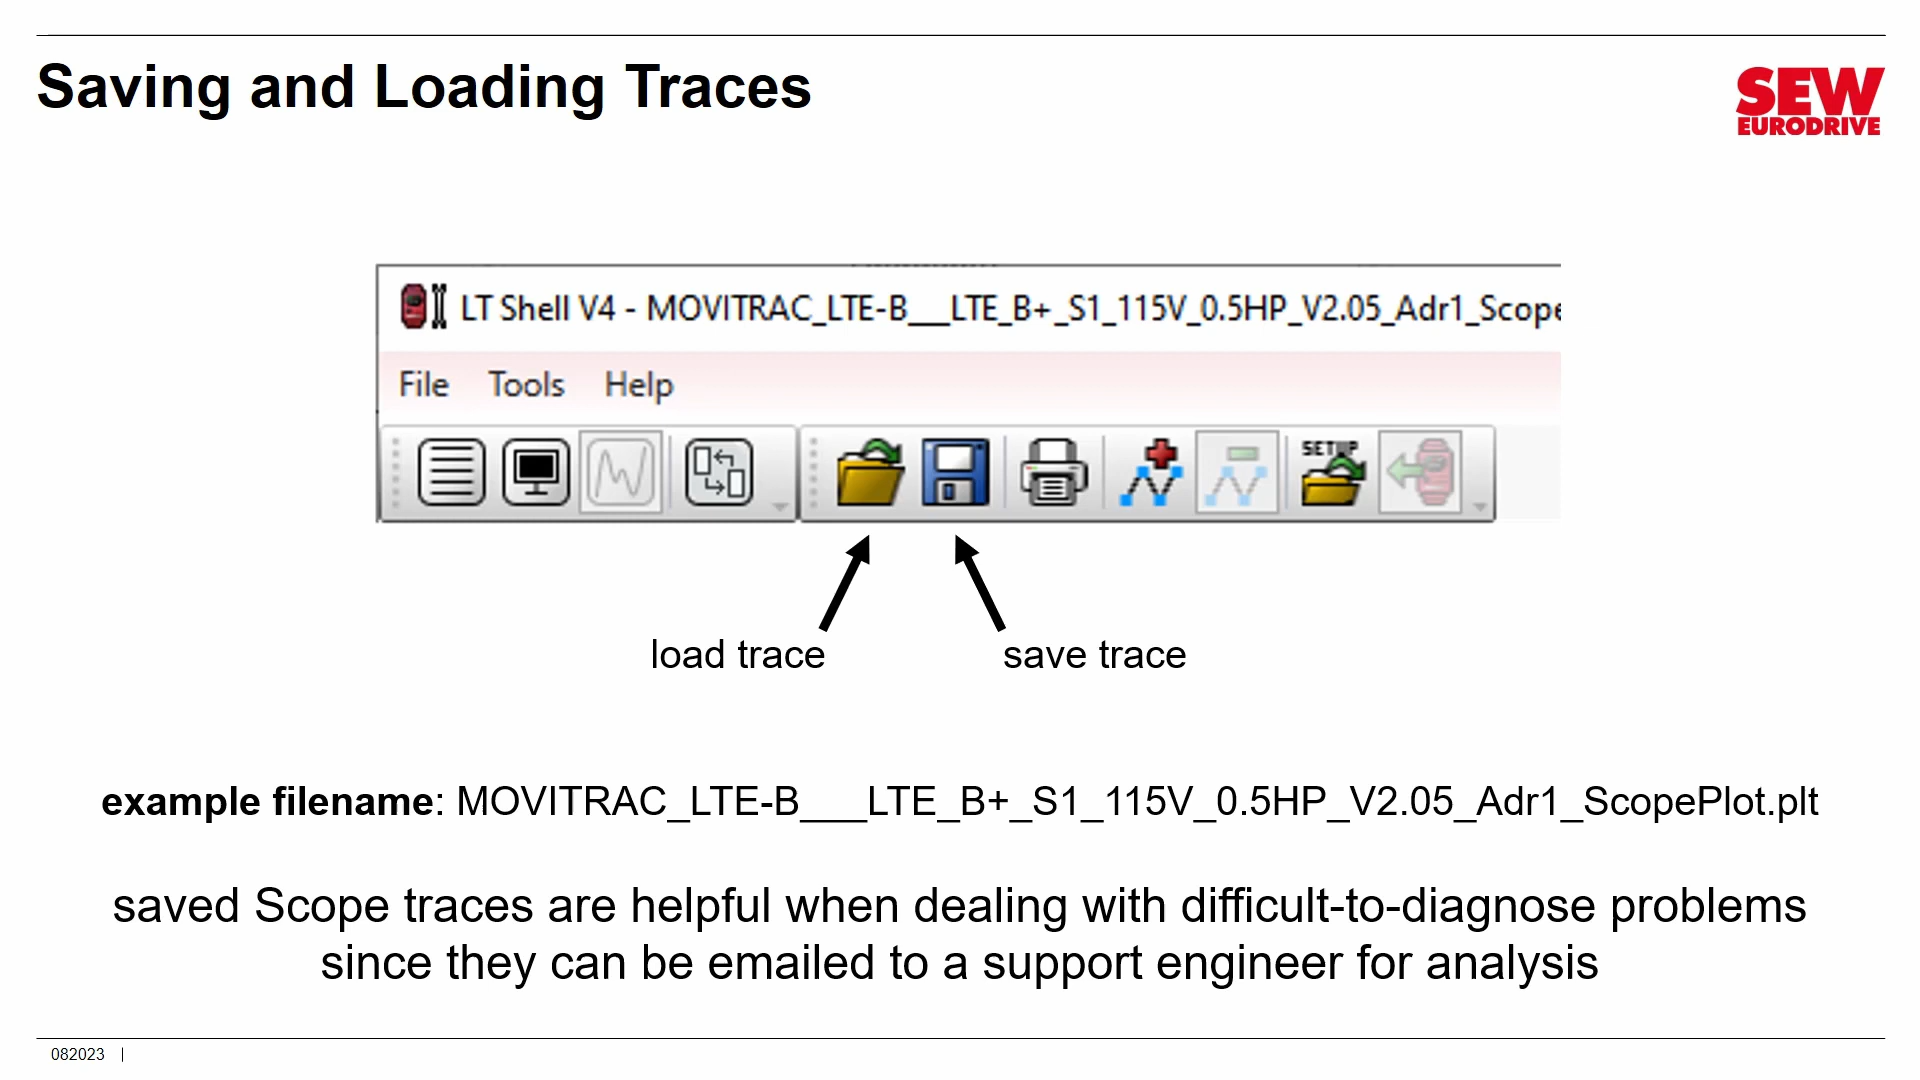 Saving and Loading Traces
SEW
EURODRIVE
LT Shell V4 - MOVITRAC_LTE-B___LTE_B+_S1_115V_0.5HP_V2.05_Adr1_Scope
File Tools Help
SETUP
load trace save trace
example filename: MOVITRAC_LTE-B___LTE_B+_S1_115V_0.5HP_V2.05_Adr1_ScopePlot.plt
saved Scope traces are helpful when dealing with difficult-to-diagnose problems
since they can be emailed to a support engineer for analysis
082023 |